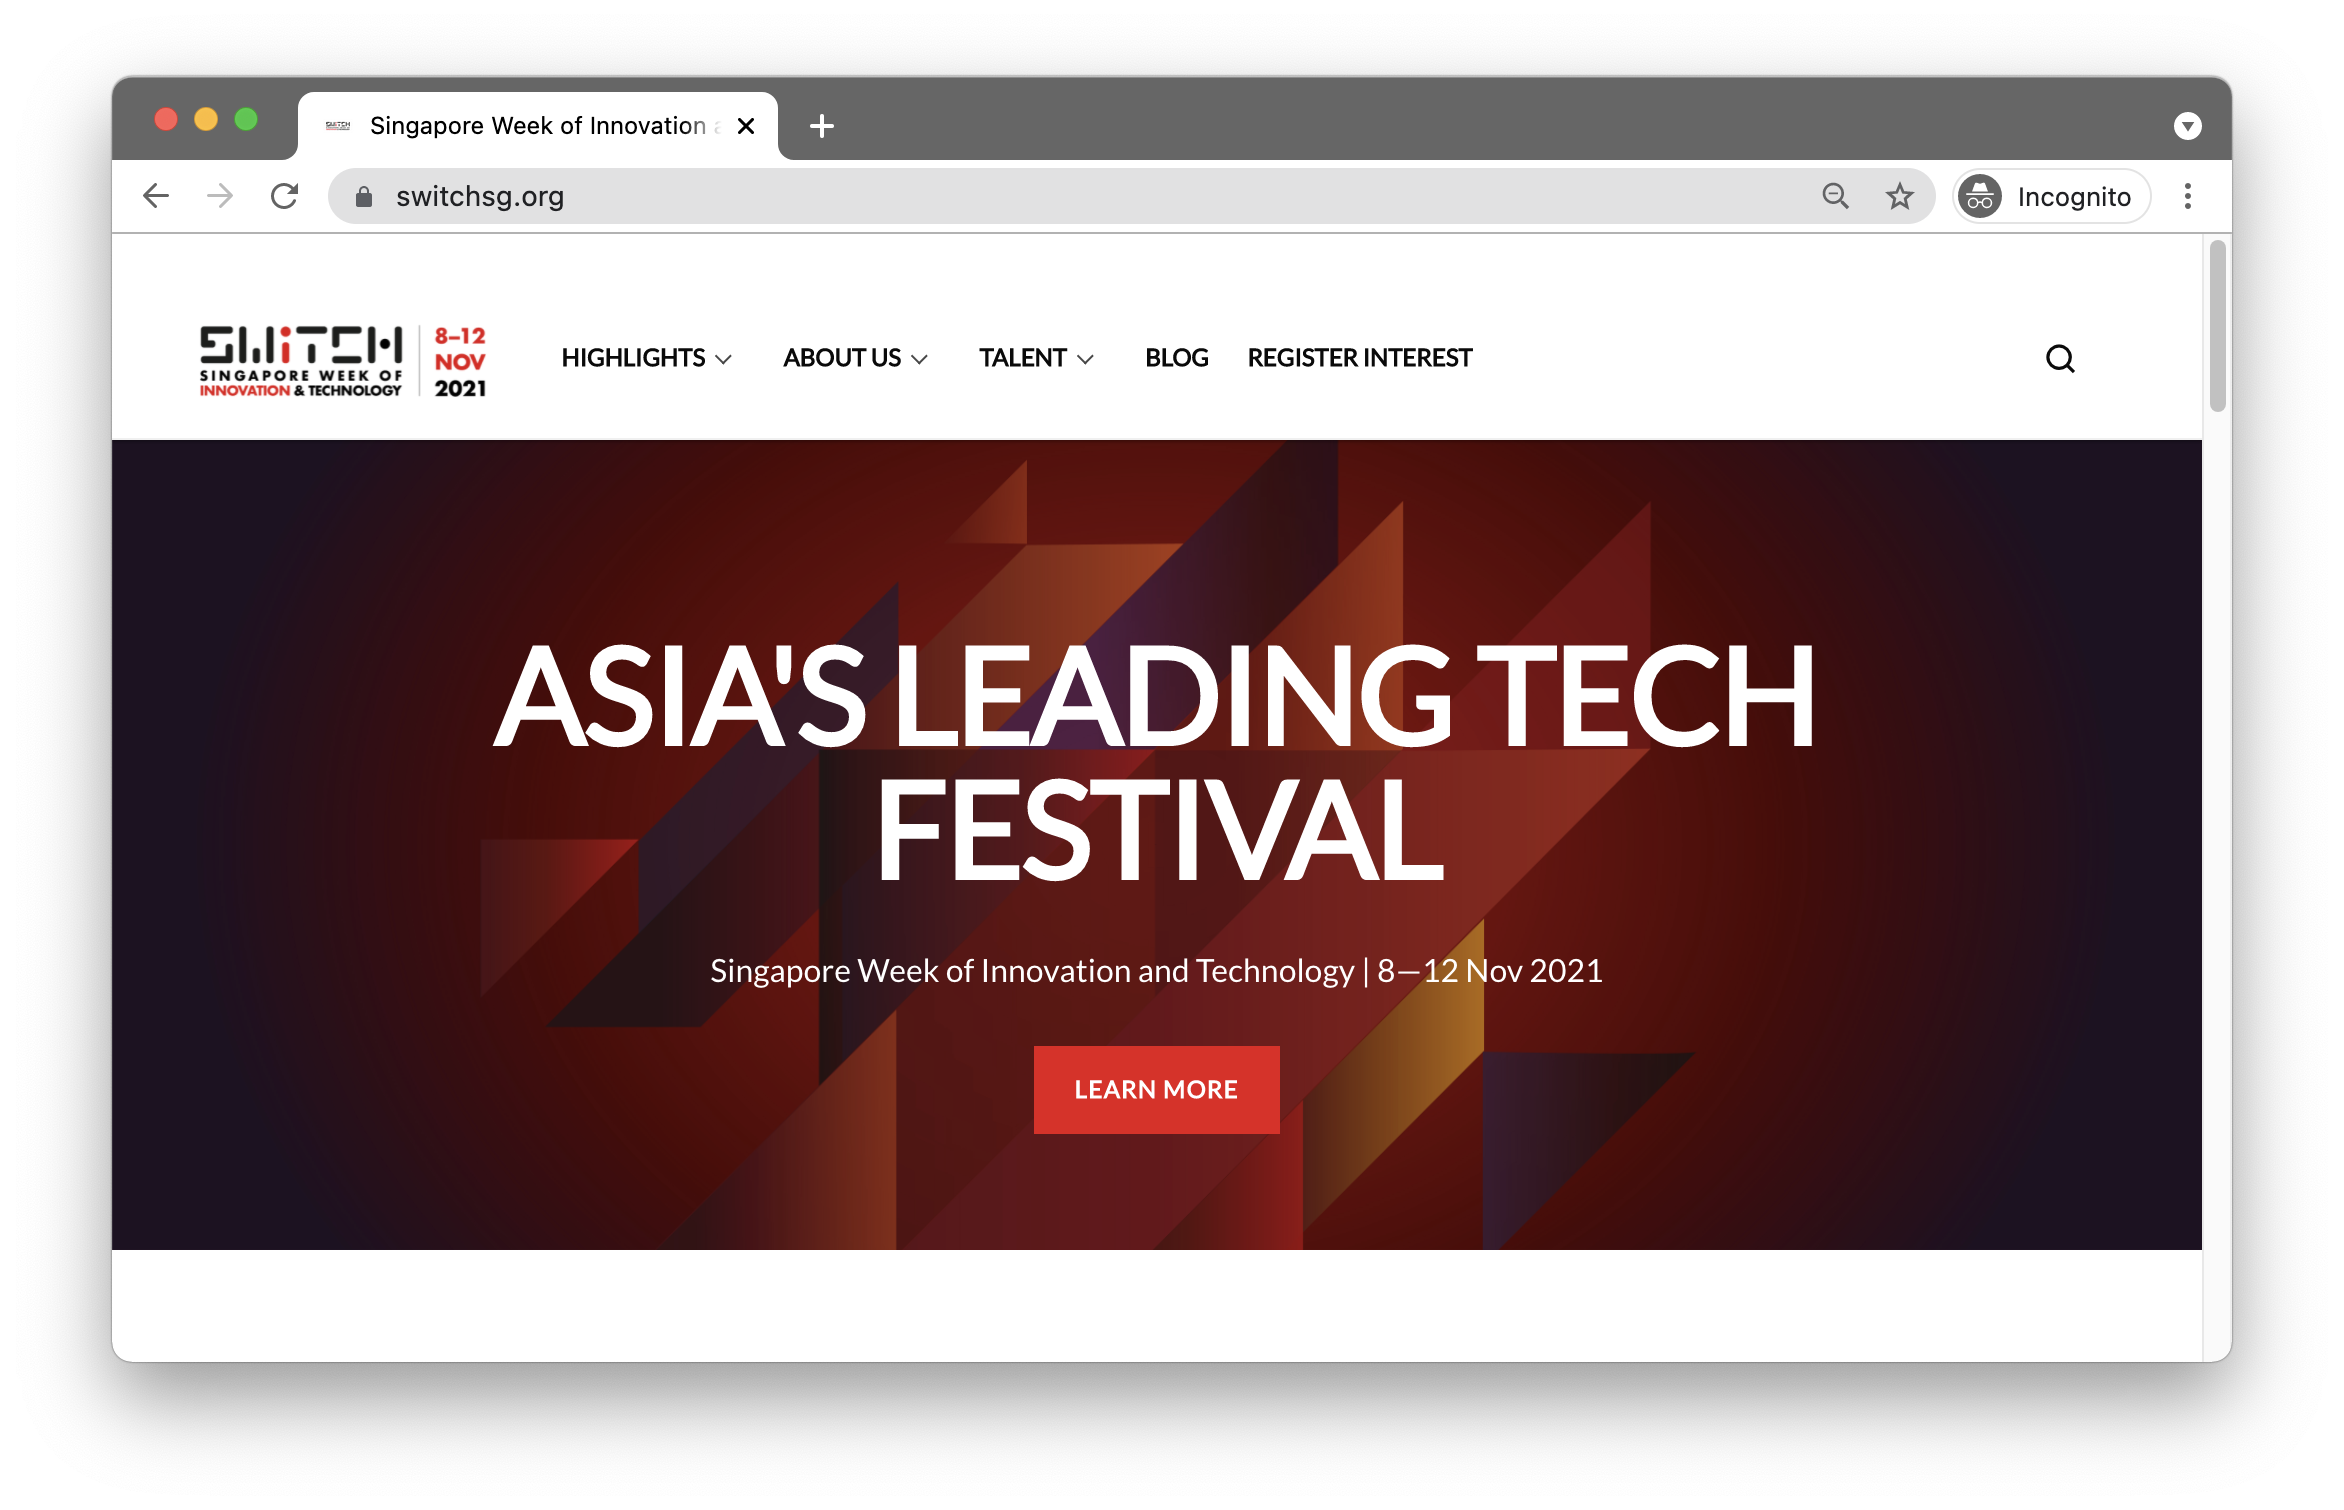 Singapore Week of Innovation
switchsg.org
Incognito
SWiTCH
SINGAPORE WEEK OF
INNOVATION & TECHNOLOGY
8–12
NOV
2021
HIGHLIGHTS ABOUT US TALENT BLOG REGISTER INTEREST
ASIA'S LEADING TECH
FESTIVAL
Singapore Week of Innovation and Technology | 8—12 Nov 2021
LEARN MORE